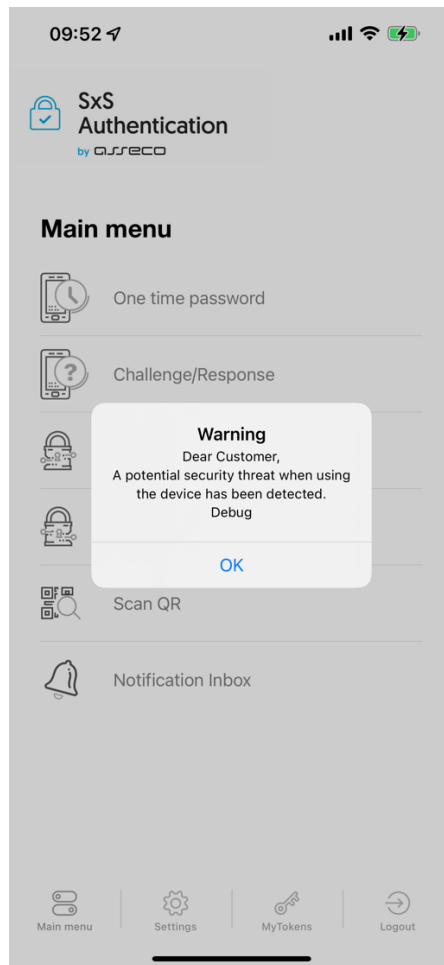 09:52
SxS
Authentication
by asseco
Main menu
One time password
Challenge/Response
Warning
Dear Customer,
A potential security threat when using
the device has been detected.
Debug
OK
Scan QR
Notification Inbox
Main menu
Settings
MyTokens
Logout